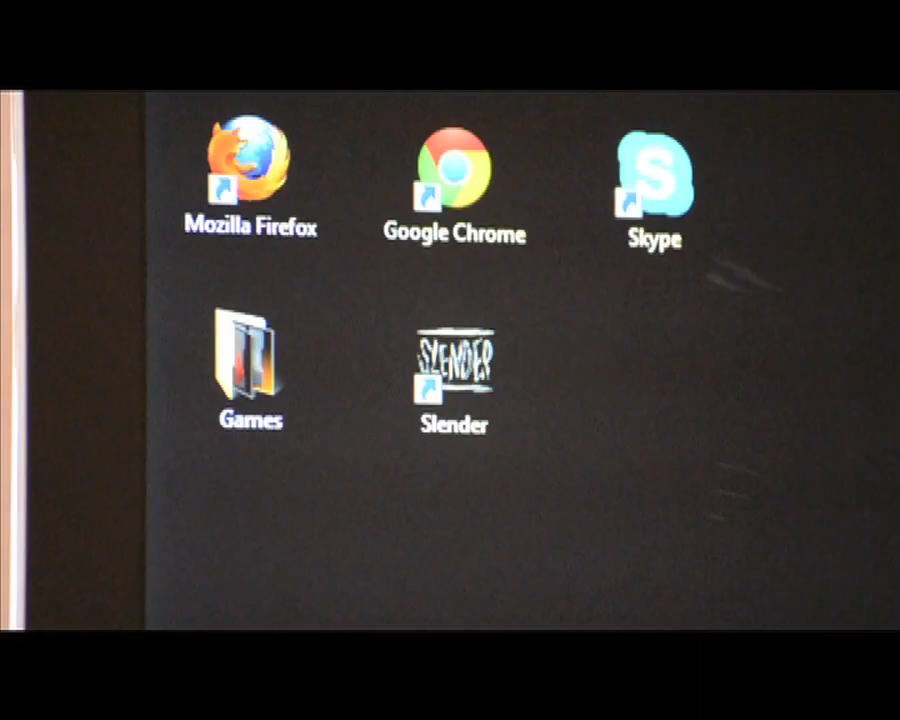 Mozilla Firefox
Google Chrome
S
Skype
SLENDER
Games
Slender